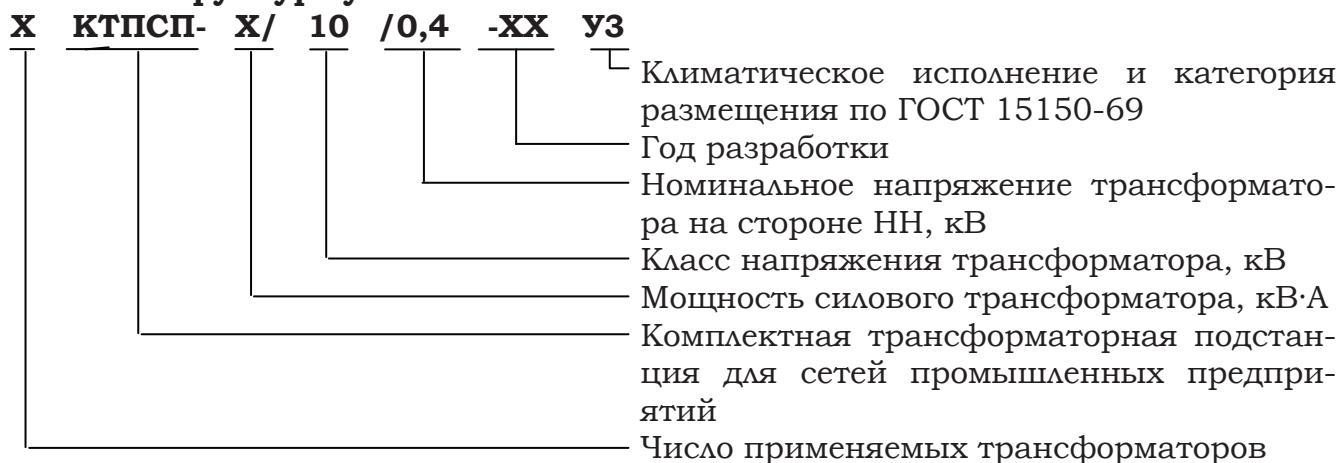 Х КТПСП- Х/ 10 /0,4 -ХХ У3
Климатическое исполнение и категория
размещения по ГОСТ 15150-69
Год разработки
Номинальное напряжение трансформато-
ра на стороне НН, кВ
Класс напряжения трансформатора, кВ
Мощность силового трансформатора, кВ·А
Комплектная трансформаторная подстан-
ция для сетей промышленных предпри-
ятий
Число применяемых трансформаторов